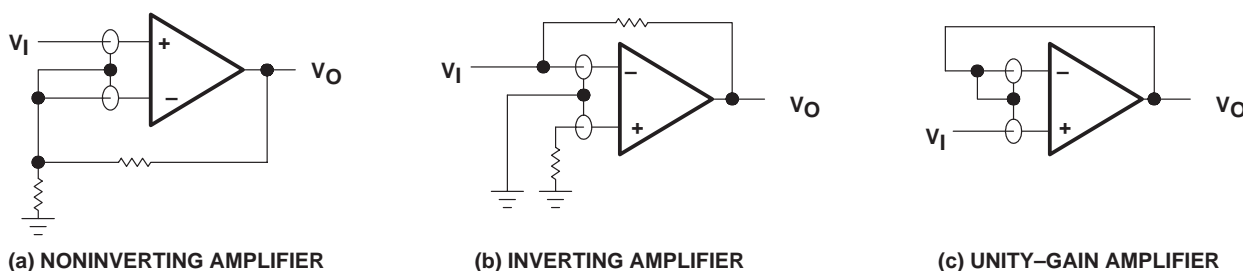 VI
+
−
VO
(a) NONINVERTING AMPLIFIER
VI
−
+
VO
(b) INVERTING AMPLIFIER
−
+
VI
VO
(c) UNITY–GAIN AMPLIFIER